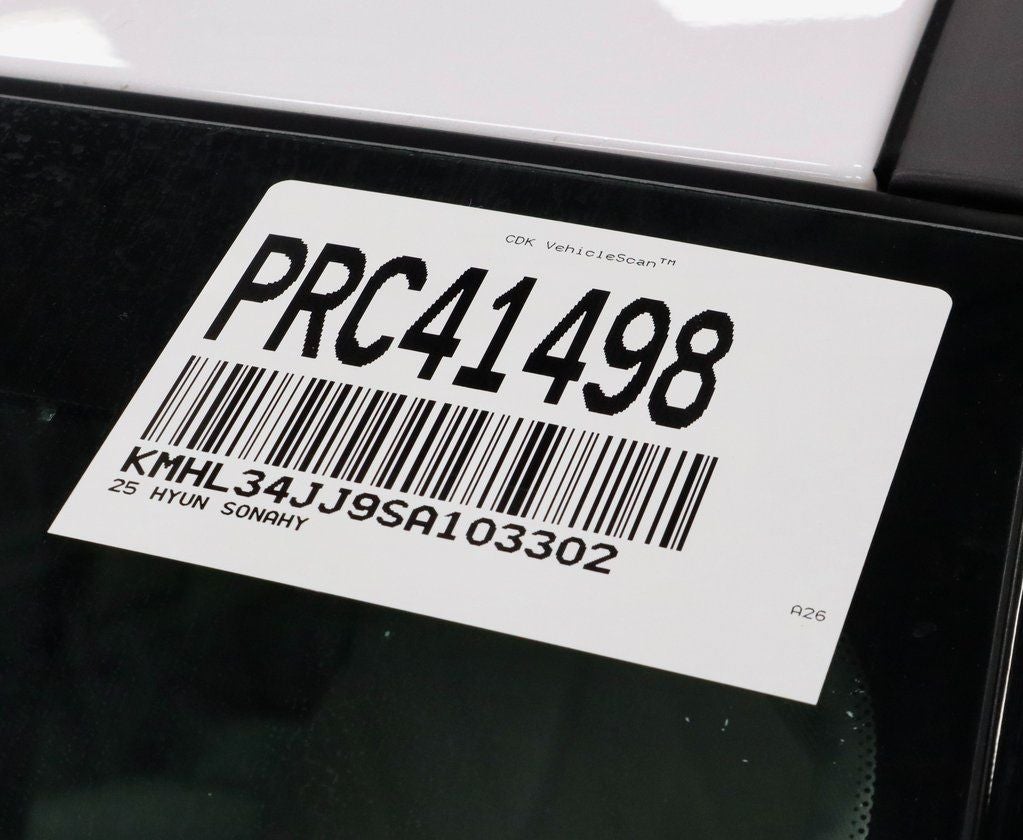 CDK VehicleScan™
PRC41498
KMHL34JJ9SA103302
25 HYUN SONAHY
A26